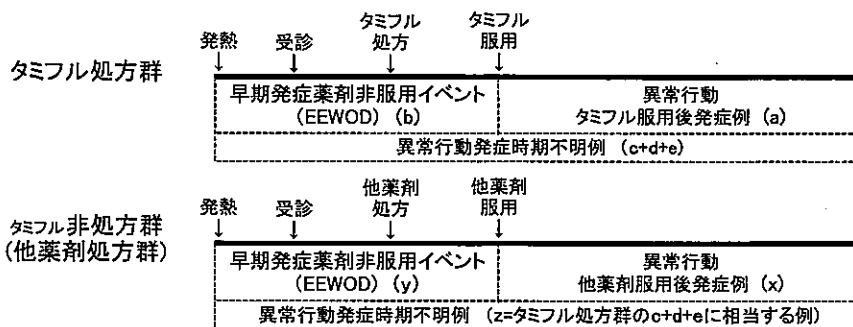 タミフル タミフル
発熱 受診 処方 服用
タミフル処方群
早期発症薬剤非服用イベント 異常行動
(EEWOD) (b) タミフル服用後発症例 (a)
異常行動発症時期不明例 (c+d+e)
他薬剤 他薬剤
発熱 受診 処方 服用
タミフル非処方群
(他薬剤処方群)
早期発症薬剤非服用イベント 異常行動
(EEWOD) (y) 他薬剤服用後発症例 (x)
異常行動発症時期不明例 (z=タミフル処方群のc+d+eに相当する例)